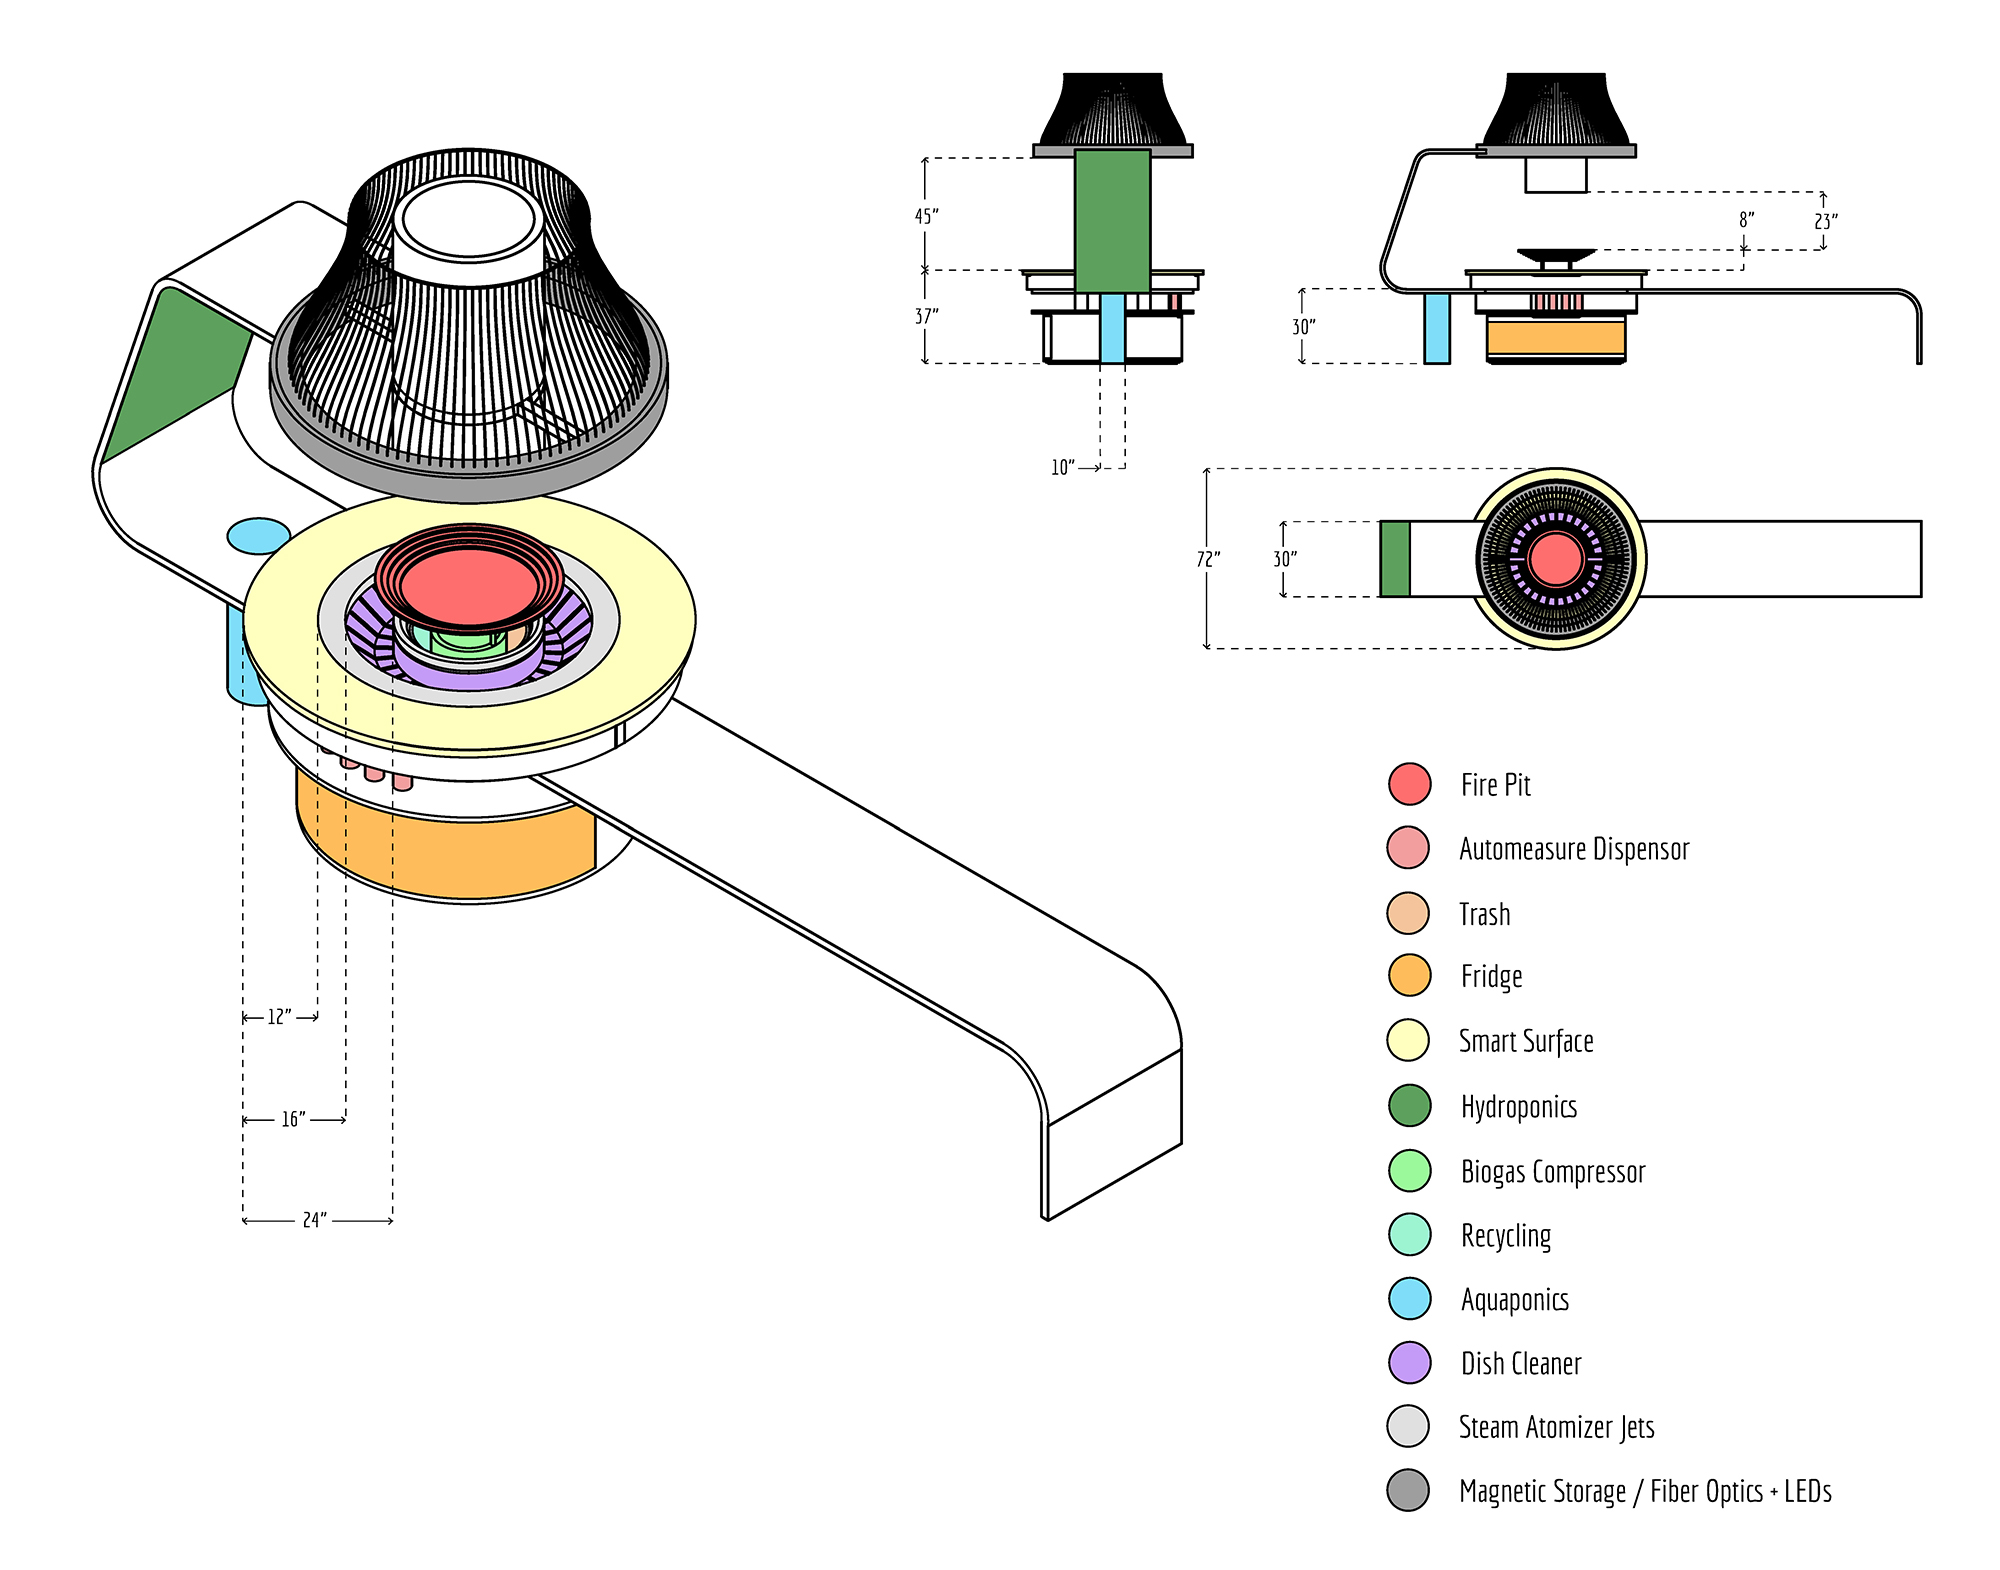 45"
37"
10"
8"
23"
30"
72"
30"
12"
16"
24"
Fire Pit
Automeasure Dispensor
Trash
Fridge
Smart Surface
Hydroponics
Biogas Compressor
Recycling
Aquaponics
Dish Cleaner
Steam Atomizer Jets
Magnetic Storage / Fiber Optics + LEDs